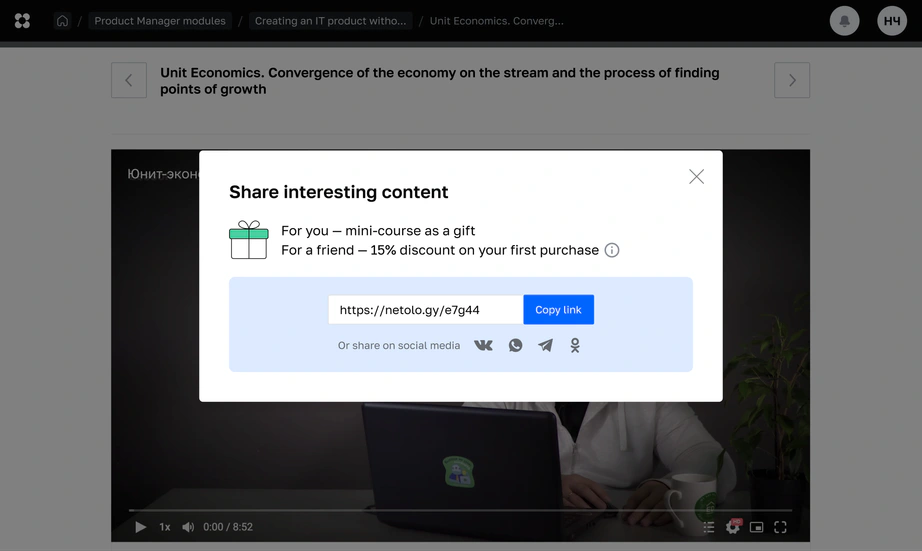 Product Manager modules / Creating an IT product witho... / Unit Economics. Converg...
НЧ
Unit Economics. Convergence of the economy on the stream and the process of finding
points of growth
Юнит-экон
Share interesting content
For you — mini-course as a gift
For a friend — 15% discount on your first purchase
https://netolo.gy/e7g44
Copy link
Or share on social media
1x
0:00 / 8:52
HD